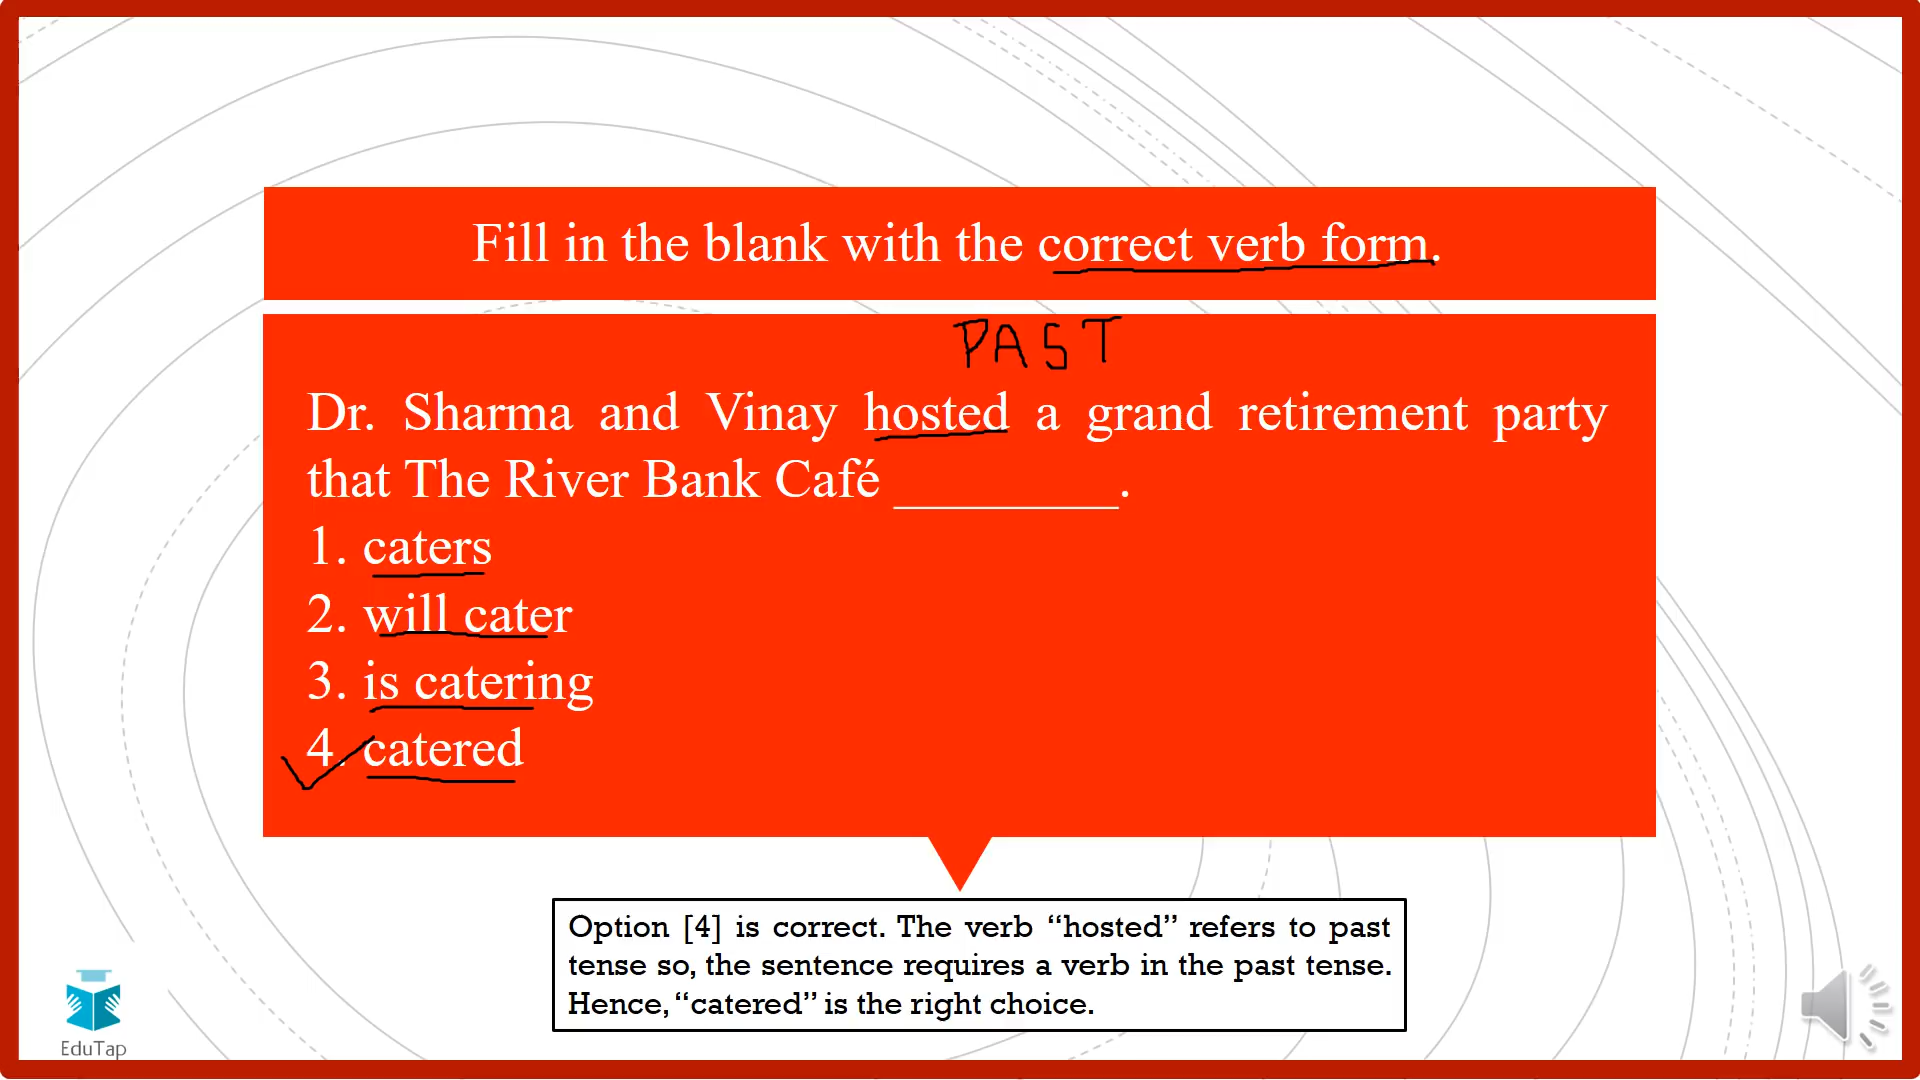 Fill in the blank with the correct verb form.
PAST
Dr. Sharma and Vinay hosted a grand retirement party
that The River Bank Café _________.
1. caters
2. will cater
3. is catering
4. catered
Option [4] is correct. The verb “hosted” refers to past
tense so, the sentence requires a verb in the past tense.
Hence, “catered” is the right choice.
EduTap